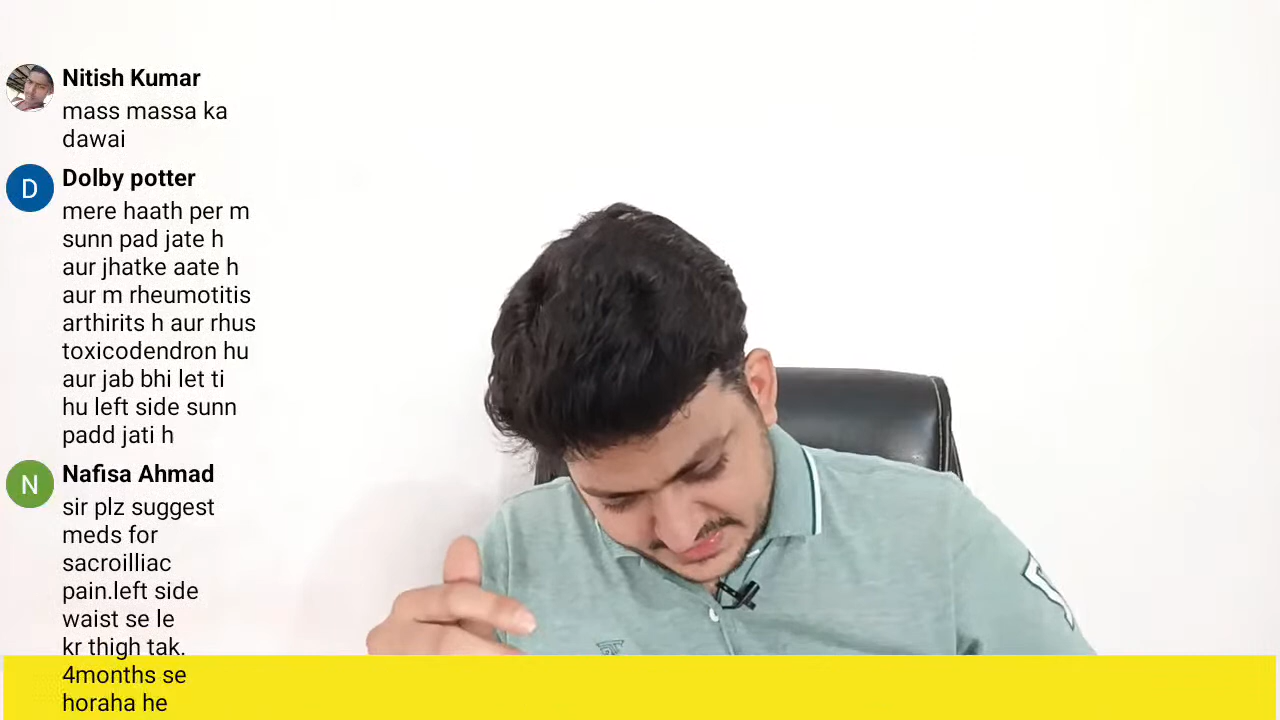 Nitish Kumar
mass massa ka
dawai
D
Dolby potter
mere haath per m
sunn pad jate h
aur jhatke aate h
aur m rheumotitis
arthirits h aur rhus
toxicodendron hu
aur jab bhi let ti
hu left side sunn
padd jati h
N
Nafisa Ahmad
sir plz suggest
meds for
sacroilliac
pain.left side
waist se le
kr thigh tak.
4months se
horaha he